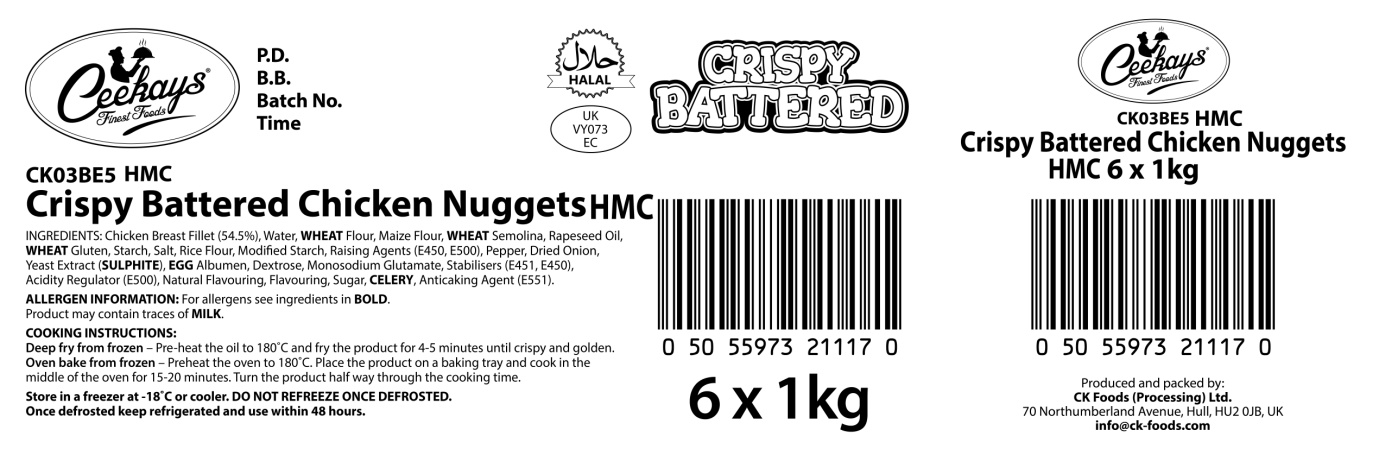 Ceekays®
Finest Foods
P.D.
B.B.
Batch No.
Time
حلال
HALAL
UK
VY073
EC
CRISPY
BATTERED
CK03BE5 HMC
Crispy Battered Chicken Nuggets HMC
INGREDIENTS: Chicken Breast Fillet (54.5%), Water, WHEAT Flour, Maize Flour, WHEAT Semolina, Rapeseed Oil,
WHEAT Gluten, Starch, Salt, Rice Flour, Modified Starch, Raising Agents (E450, E500), Pepper, Dried Onion,
Yeast Extract (SULPHITE), EGG Albumen, Dextrose, Monosodium Glutamate, Stabilisers (E451, E450),
Acidity Regulator (E500), Natural Flavouring, Flavouring, Sugar, CELERY, Anticaking Agent (E551).
ALLERGEN INFORMATION: For allergens see ingredients in BOLD.
Product may contain traces of MILK.
COOKING INSTRUCTIONS:
Deep fry from frozen – Pre-heat the oil to 180˚C and fry the product for 4-5 minutes until crispy and golden.
Oven bake from frozen – Preheat the oven to 180˚C. Place the product on a baking tray and cook in the
middle of the oven for 15-20 minutes. Turn the product half way through the cooking time.
Store in a freezer at -18˚C or cooler. DO NOT REFREEZE ONCE DEFROSTED.
Once defrosted keep refrigerated and use within 48 hours.
0 50 55973 21117 0
6 x 1kg
Ceekays®
Finest Foods
CK03BE5 HMC
Crispy Battered Chicken Nuggets
HMC 6 x 1kg
0 50 55973 21117 0
Produced and packed by:
CK Foods (Processing) Ltd.
70 Northumberland Avenue, Hull, HU2 0JB, UK
info@ck-foods.com